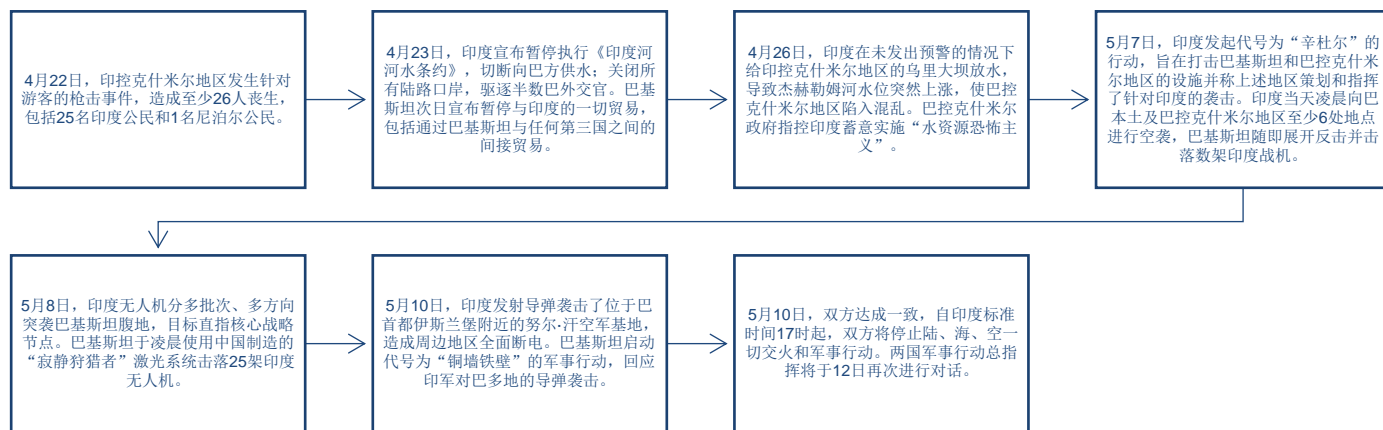 4月22日，印控克什米尔地区发生针对
游客的枪击事件，造成至少26人丧生，
包括25名印度公民和1名尼泊尔公民。
4月23日，印度宣布暂停执行《印度河
河水条约》，切断向巴方供水；关闭所
有陆路口岸，驱逐半数巴外交官。巴基
斯坦次日宣布暂停与印度的一切贸易，
包括通过巴基斯坦与任何第三国之间的
间接贸易。
4月26日，印度在未发出预警的情况下
给印控克什米尔地区的乌里大坝放水，
导致杰赫勒姆河水位突然上涨，使巴控
克什米尔地区陷入混乱。巴控克什米尔
政府指控印度蓄意实施“水资源恐怖主
义”。
5月7日，印度发起代号为“辛杜尔”的
行动，旨在打击巴基斯坦和巴控克什米
尔地区的设施并称上述地区策划和指挥
了针对印度的袭击。印度当天凌晨向巴
本土及巴控克什米尔地区至少6处地点
进行空袭，巴基斯坦随即展开反击并击
落数架印度战机。
5月8日，印度无人机分多批次、多方向
突袭巴基斯坦腹地，目标直指核心战略
节点。巴基斯坦于凌晨使用中国制造的
“寂静狩猎者”激光系统击落25架印度
无人机。
5月10日，印度发射导弹袭击了位于巴
首都伊斯兰堡附近的努尔·汗空军基地，
造成周边地区全面断电。巴基斯坦启动
代号为“铜墙铁壁”的军事行动，回应
印军对巴多地的导弹袭击。
5月10日，双方达成一致，自印度标准
时间17时起，双方将停止陆、海、空一
切交火和军事行动。两国军事行动总指
挥将于12日再次进行对话。